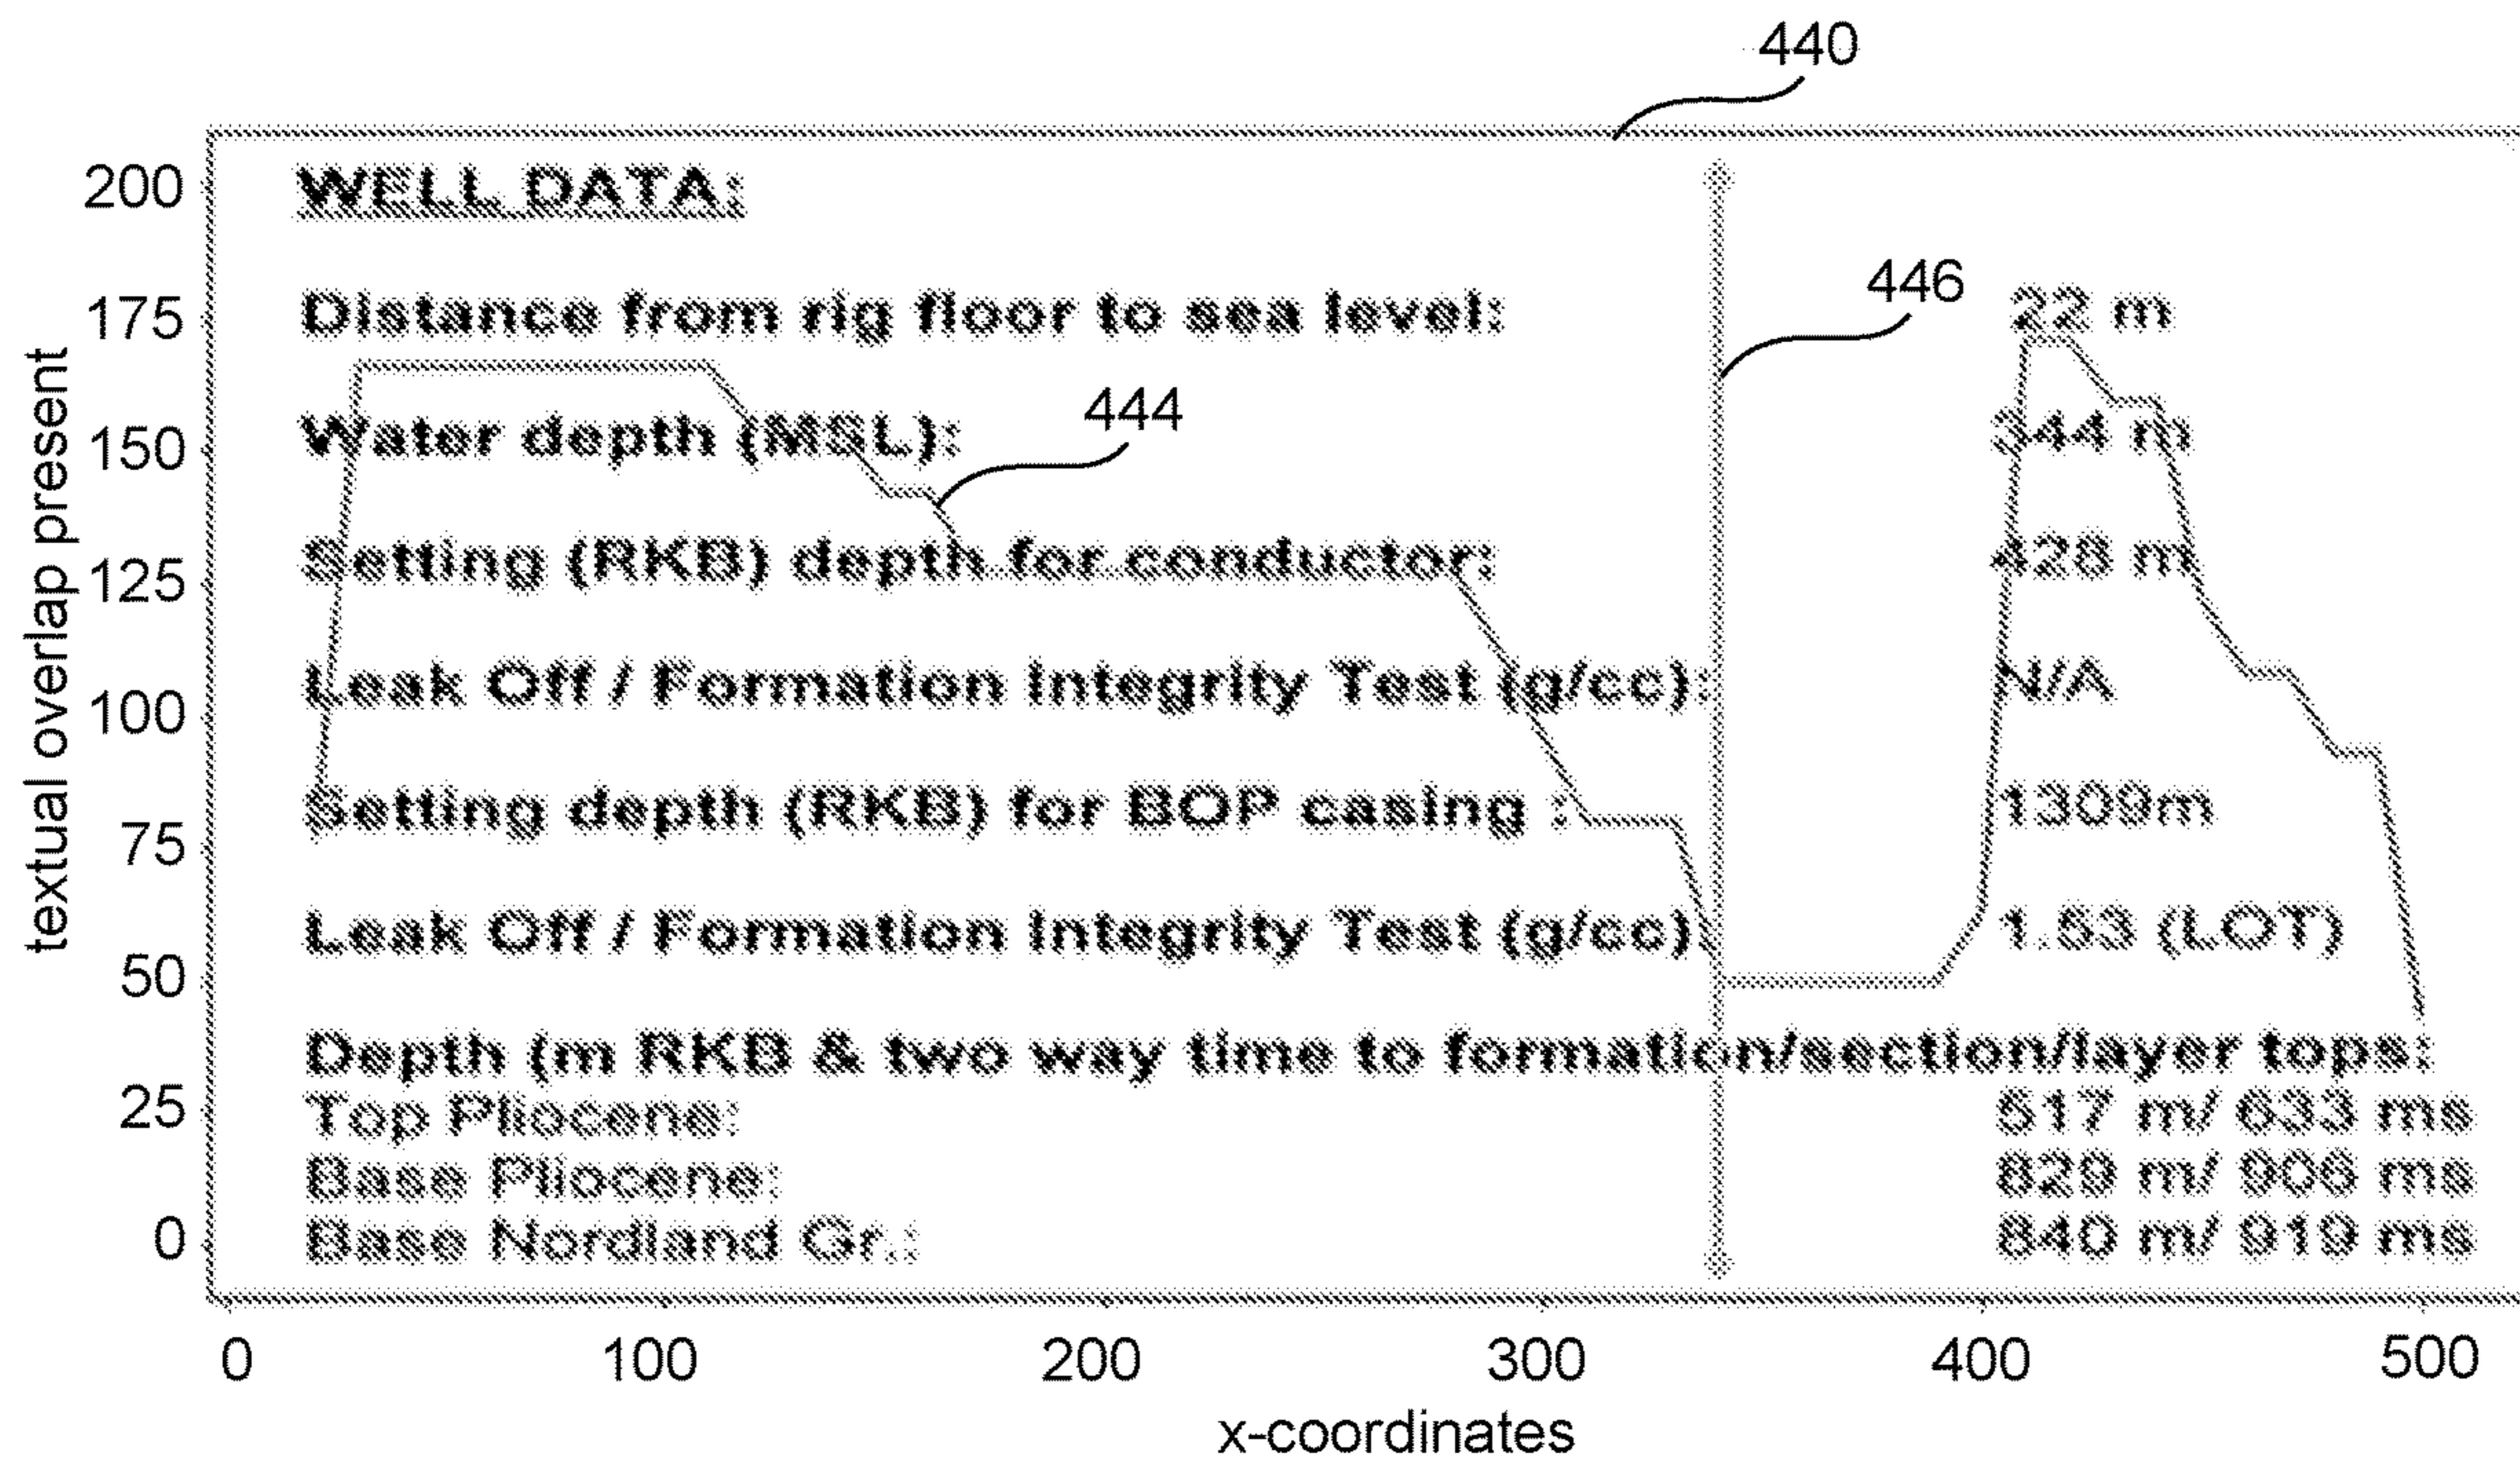 440
200 WELL DATA:
446
175 Distance from rig floor to sea level: 22 m
444
150 Water depth (MSL): 344 m
125 Setting (RKB) depth for conductor: 428 m
100 Leak Off / Formation Integrity Test (g/cc): N/A
75 Setting depth (RKB) for BOP casing : 1309m
50 Leak Off / Formation Integrity Test (g/cc) 1.53 (LOT)
Depth (m RKB & two way time to formation/section/layer tops:
25 Top Pliocene: 517 m/ 633 ms
Base Pliocene: 829 m/ 906 ms
0 Base Nordland Gr.: 840 m/ 919 ms
0 100 200 300 400 500
x-coordinates
textual overlap present